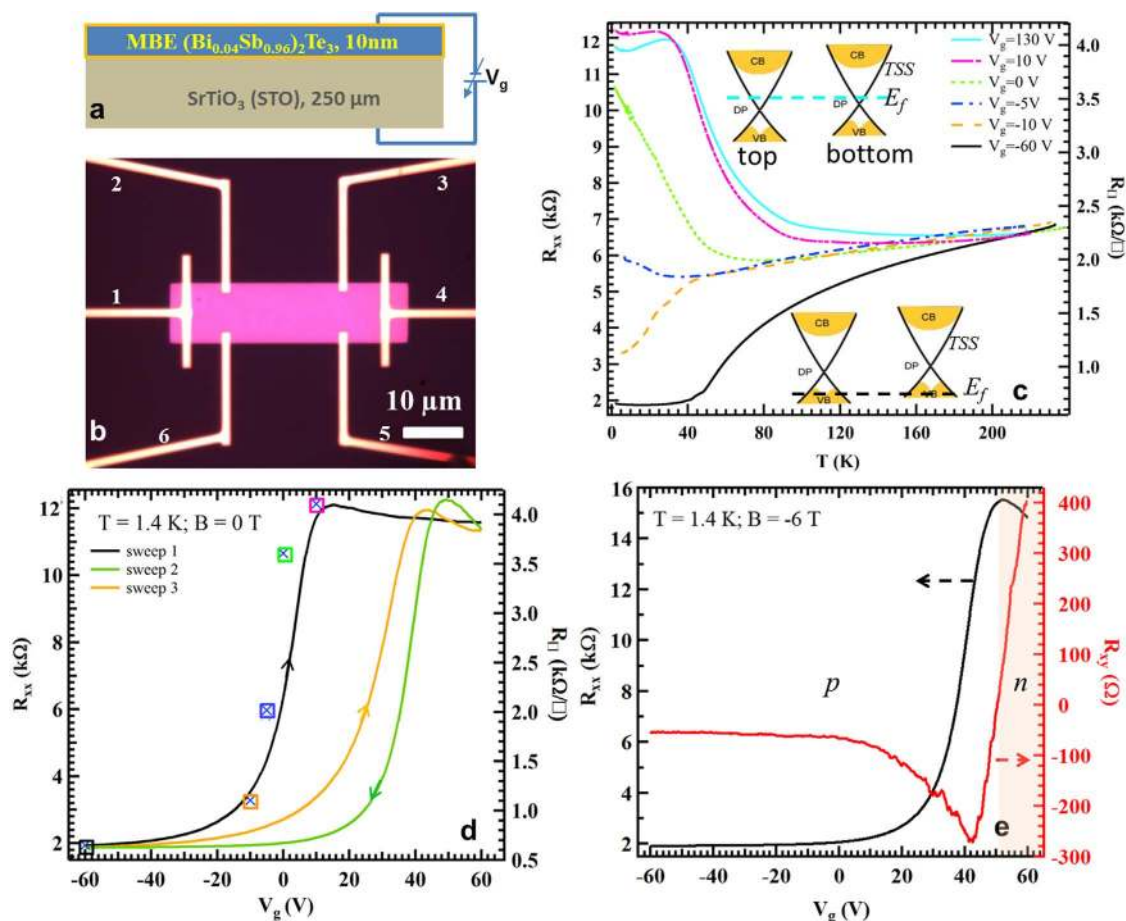 MBE (Bi0.04Sb0.96)2Te3, 10nm
SrTiO3 (STO), 250 µm
Vg
a
2
3
1
4
6
5
10 µm
b
12
11
10
9
8
7
6
5
4
3
2
Rxx (kΩ)
4.0
3.5
3.0
2.5
2.0
1.5
1.0
R□ (kΩ/□)
0
40
80
120
160
200
T (K)
Vg=130 V
Vg=10 V
Vg=0 V
Vg=-5V
Vg=-10 V
Vg=-60 V
CB
CB
TSS
DP
DP
Ef
VB
VB
top
bottom
CB
CB
TSS
DP
DP
VB
VB
Ef
c
T = 1.4 K; B = 0 T
sweep 1
sweep 2
sweep 3
12
10
8
6
4
2
Rxx (kΩ)
4.0
3.5
3.0
2.5
2.0
1.5
1.0
0.5
R□ (kΩ/□)
d
-60
-40
-20
0
20
40
60
Vg (V)
T = 1.4 K; B = -6 T
16
14
12
10
8
6
4
2
Rxx (kΩ)
400
300
200
100
0
-100
-200
-300
Rxy (Ω)
p
n
e
-60
-40
-20
0
20
40
60
Vg (V)